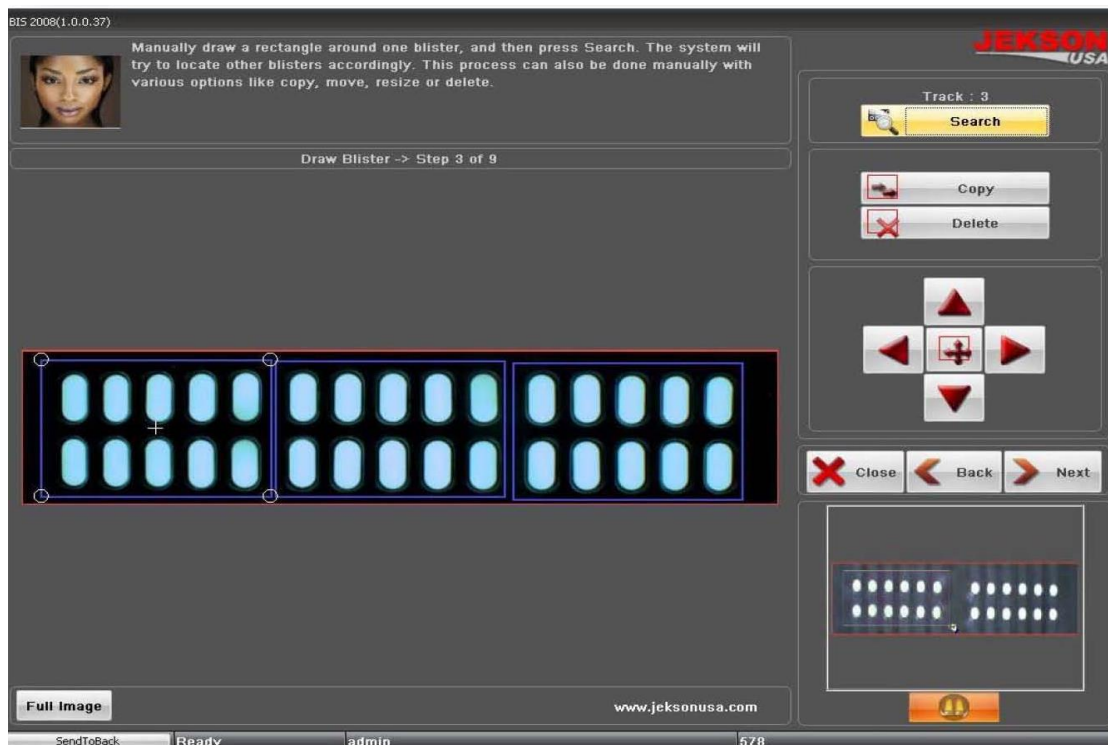 BIS 2008(1.0.0.37)
Manually draw a rectangle around one blister, and then press Search. The system will
try to locate other blisters accordingly. This process can also be done manually with
various options like copy, move, resize or delete.
JEKSON
USA
Track : 3
Search
Draw Blister -> Step 3 of 9
Copy
Delete
Close
Back
Next
Full Image
www.jeksonusa.com
SendToBack
Ready
admin
578